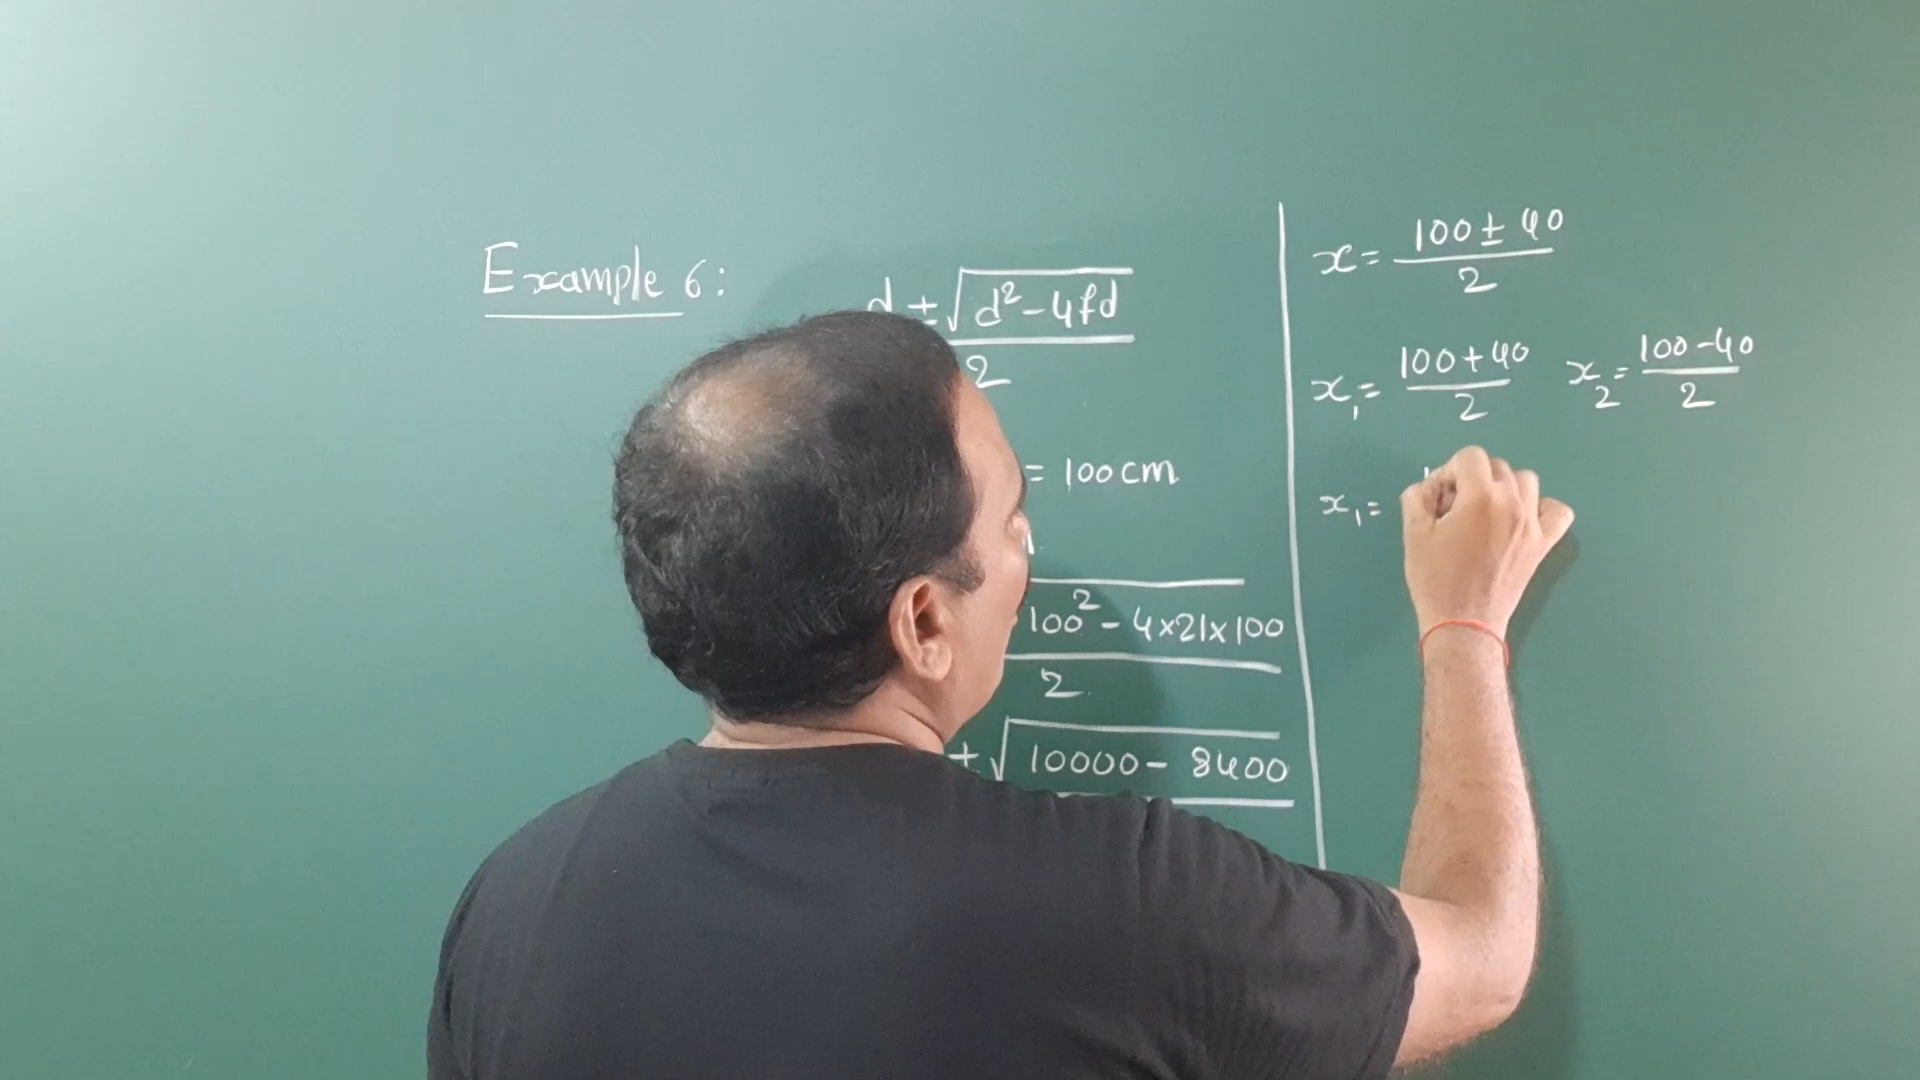 Example 6:
d ± √d² - 4fd
2
= 100 cm
100² - 4×21×100
2
± √10000 - 8400
x = 100 ± 40
2
x₁ = 100 + 40
2
x₂ = 100 - 40
2
x₁ =